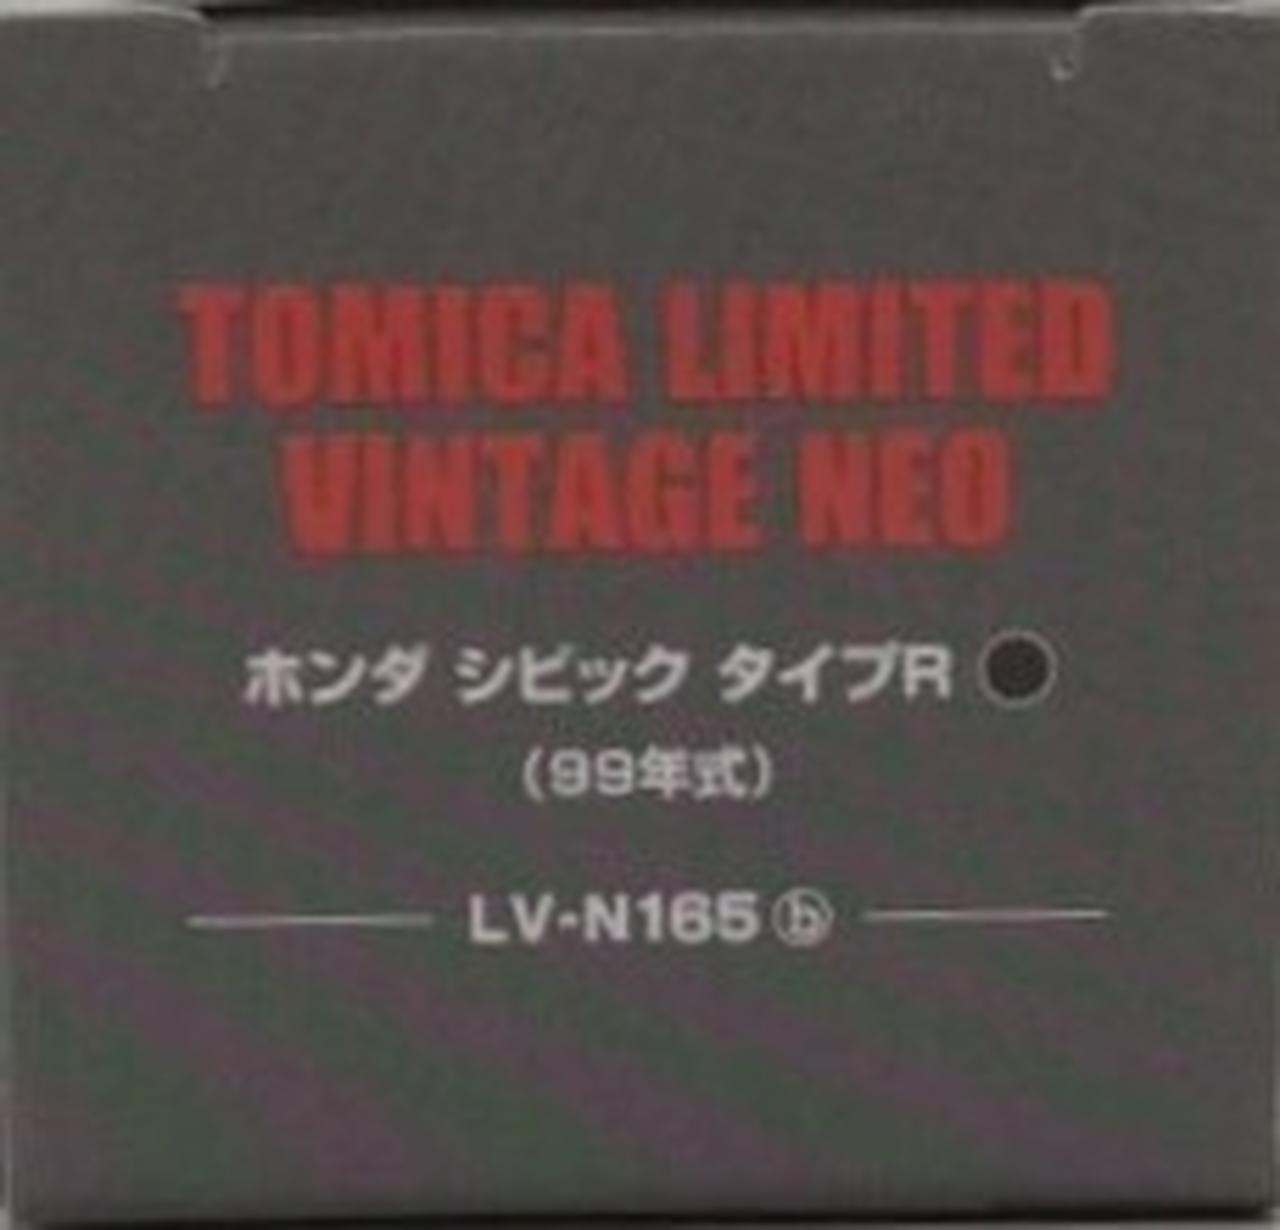 TOMICA LIMITED
VINTAGE NEO
ホンダ シビック タイプR
(99年式)
LV-N165ⓑ